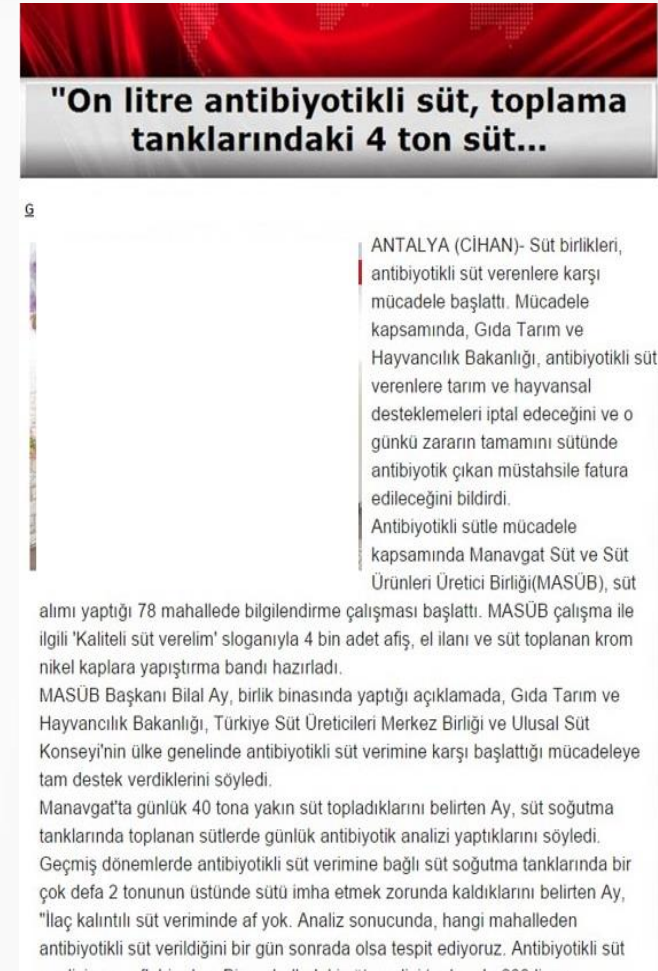 "On litre antibiyotikli süt, toplama
tanklarındaki 4 ton süt...
G
ANTALYA (CİHAN)- Süt birlikleri,
antibiyotikli süt verenlere karşı
mücadele başlattı. Mücadele
kapsamında, Gıda Tarım ve
Hayvancılık Bakanlığı, antibiyotikli süt
verenlere tarım ve hayvansal
desteklemeleri iptal edeceğini ve o
günkü zararın tamamını sütünde
antibiyotik çıkan müstahsile fatura
edileceğini bildirdi.
Antibiyotikli sütle mücadele
kapsamında Manavgat Süt ve Süt
Ürünleri Üretici Birliği(MASÜB), süt
alımı yaptığı 78 mahallede bilgilendirme çalışması başlattı. MASÜB çalışma ile
ilgili 'Kaliteli süt verelim' sloganıyla 4 bin adet afiş, el ilanı ve süt toplanan krom
nikel kaplara yapıştırma bandı hazırladı.
MASÜB Başkanı Bilal Ay, birlik binasında yaptığı açıklamada, Gıda Tarım ve
Hayvancılık Bakanlığı, Türkiye Süt Üreticileri Merkez Birliği ve Ulusal Süt
Konseyi'nin ülke genelinde antibiyotikli süt verimine karşı başlattığı mücadeleye
tam destek verdiklerini söyledi.
Manavgat'ta günlük 40 tona yakın süt topladıklarını belirten Ay, süt soğutma
tanklarında toplanan sütlerde günlük antibiyotik analizi yaptıklarını söyledi.
Geçmiş dönemlerde antibiyotikli süt verimine bağlı süt soğutma tanklarında bir
çok defa 2 tonunun üstünde sütü imha etmek zorunda kaldıklarını belirten Ay,
"İlaç kalıntılı süt veriminde af yok. Analiz sonucunda, hangi mahalleden
antibiyotikli süt verildiğini bir gün sonrada olsa tespit ediyoruz. Antibiyotikli süt